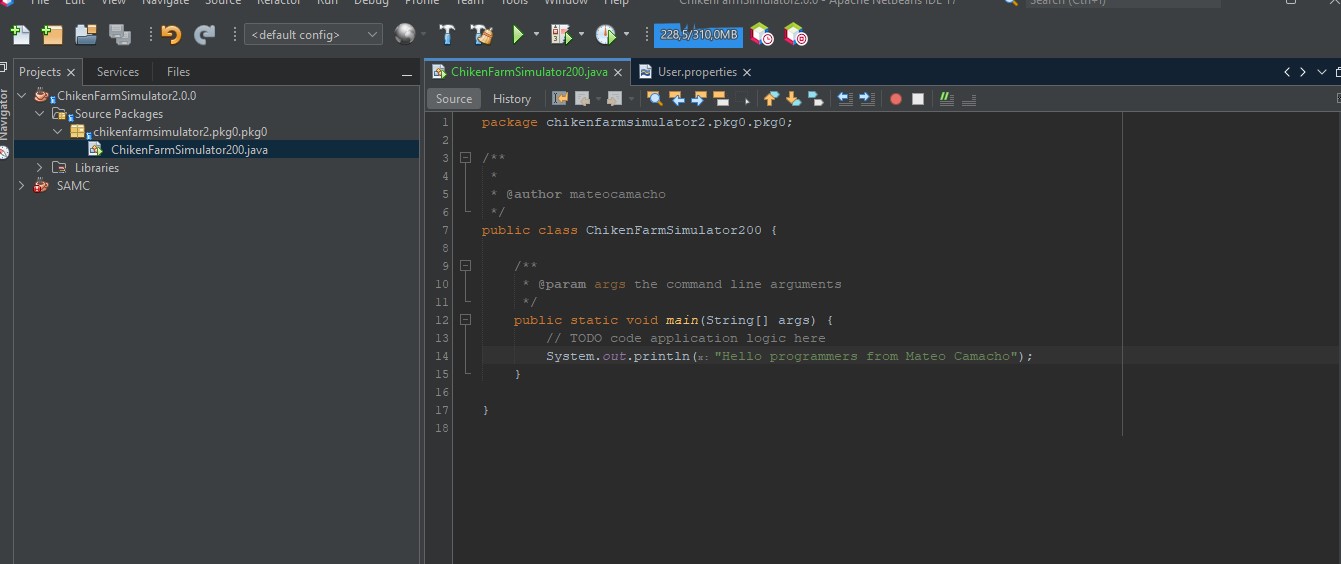 File Edit View Navigate Source Refactor Run Debug Profile Team Tools Window Help ChikenFarmSimulator2.0.0 - Apache NetBeans IDE 17 Search (Ctrl+I)
<default config> 228,5/310,0MB
Projects Services Files
ChikenFarmSimulator200.java User.properties
Navigator
ChikenFarmSimulator2.0.0
Source Packages
chikenfarmsimulator2.pkg0.pkg0
ChikenFarmSimulator200.java
Libraries
SAMC
Source History
1 package chikenfarmsimulator2.pkg0.pkg0;
2
3 /**
4 *
5 * @author mateocamacho
6 */
7 public class ChikenFarmSimulator200 {
8
9 /**
10 * @param args the command line arguments
11 */
12 public static void main(String[] args) {
13 // TODO code application logic here
14 System.out.println(x: "Hello programmers from Mateo Camacho");
15 }
16
17 }
18